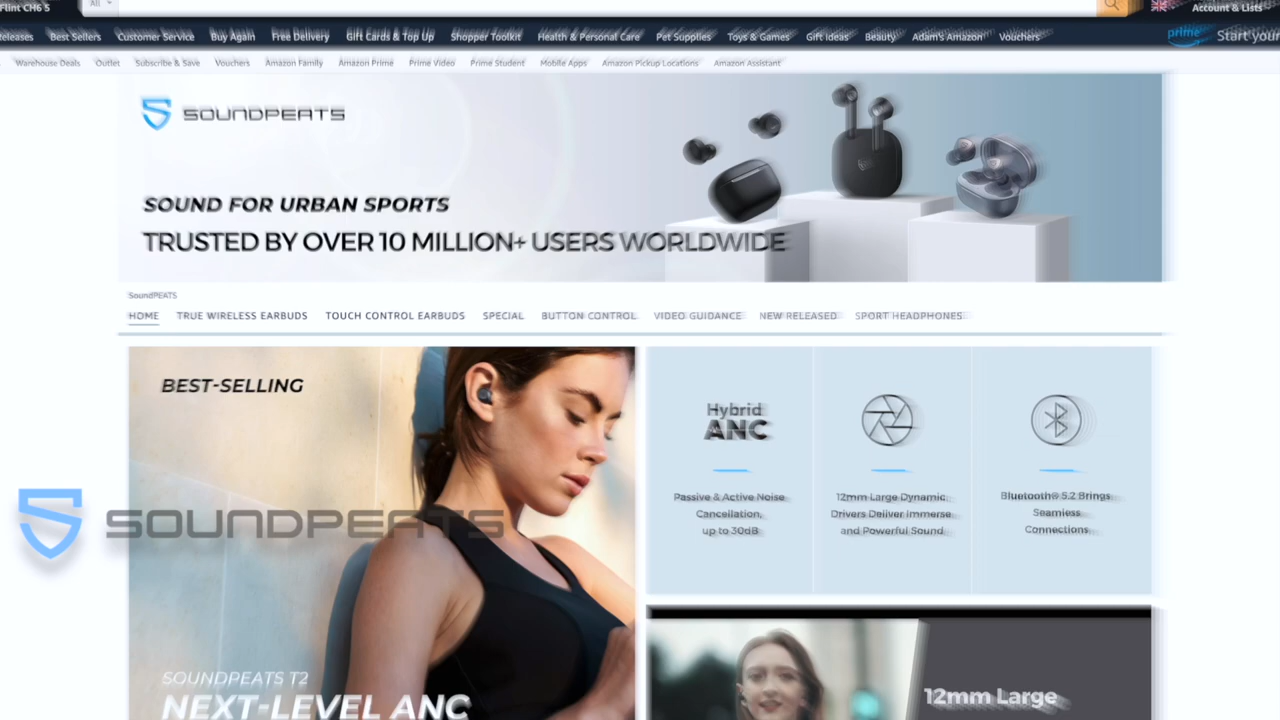 Flint CH6 5
All
Account & Lists
eleases Best Sellers Customer Service Buy Again Free Delivery Gift Cards & Top Up Shopper Toolkit Health & Personal Care Pet Supplies Toys & Games Gift Ideas Beauty Adam's Amazon Vouchers
prime Start your
Warehouse Deals Outlet Subscribe & Save Vouchers Amazon Family Amazon Prime Prime Video Prime Student Mobile Apps Amazon Pickup Locations Amazon Assistant
SOUNDPEATS
SOUND FOR URBAN SPORTS
TRUSTED BY OVER 10 MILLION+ USERS WORLDWIDE
SoundPEATS
HOME TRUE WIRELESS EARBUDS TOUCH CONTROL EARBUDS SPECIAL BUTTON CONTROL VIDEO GUIDANCE NEW RELEASED SPORT HEADPHONES
BEST-SELLING
Hybrid
ANC
Passive & Active Noise
Cancellation,
up to 30dB
12mm Large Dynamic
Drivers Deliver Immerse
and Powerful Sound
Bluetooth® 5.2 Brings
Seamless
Connections
SOUNDPEATS
SOUNDPEATS T2
NEXT-LEVEL ANC
12mm Large